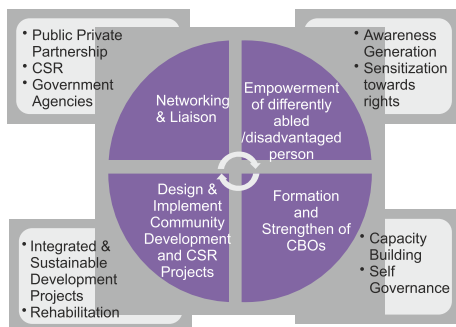 • Public Private
Partnership
• CSR
• Government
Agencies
• Awareness
Generation
• Sensitization
towards
rights
Networking
& Liaison
Empowerment
of differently
abled
/disadvantaged
person
Design &
Implement
Community
Development
and CSR
Projects
Formation
and
Strengthen of
CBOs
• Integrated &
Sustainable
Development
Projects
• Rehabilitation
• Capacity
Building
• Self
Governance